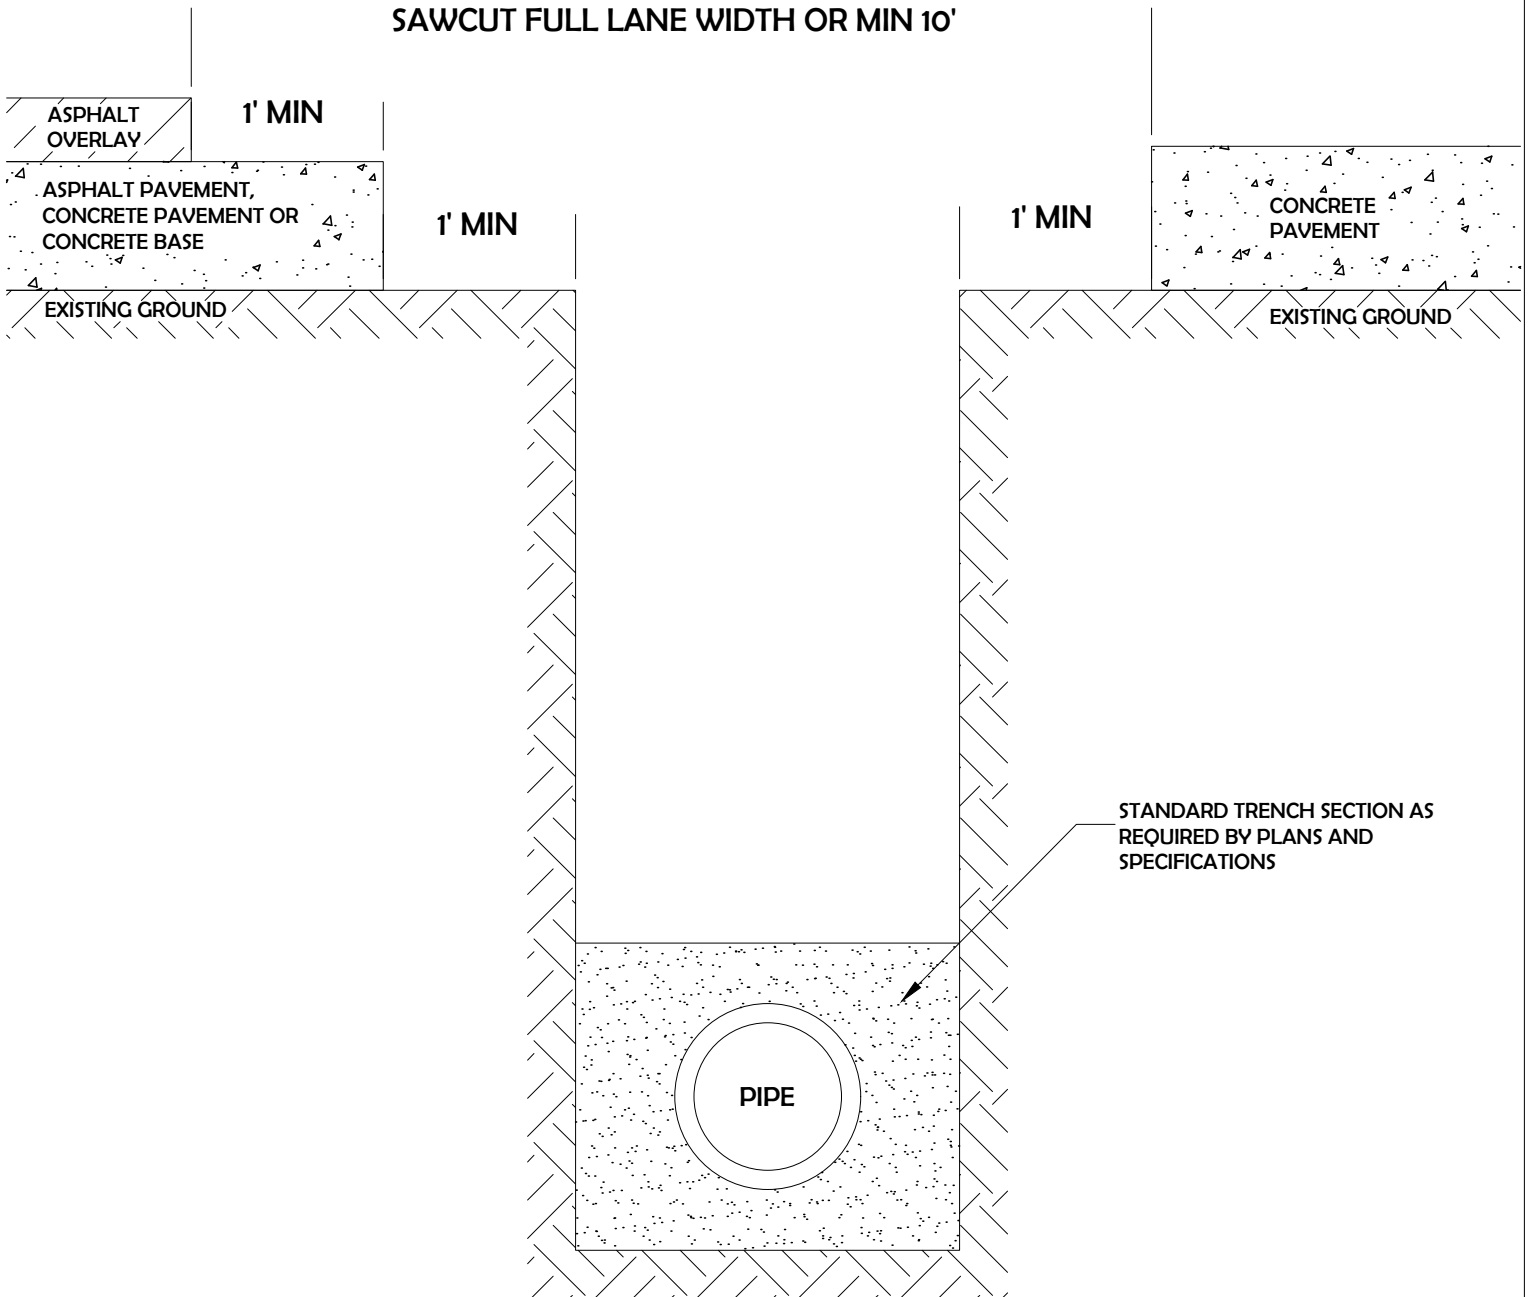 SAWCUT FULL LANE WIDTH OR MIN 10'
ASPHALT
OVERLAY
1' MIN
ASPHALT PAVEMENT,
CONCRETE PAVEMENT OR
CONCRETE BASE
1' MIN
1' MIN
CONCRETE
PAVEMENT
EXISTING GROUND
EXISTING GROUND
STANDARD TRENCH SECTION AS
REQUIRED BY PLANS AND
SPECIFICATIONS
PIPE